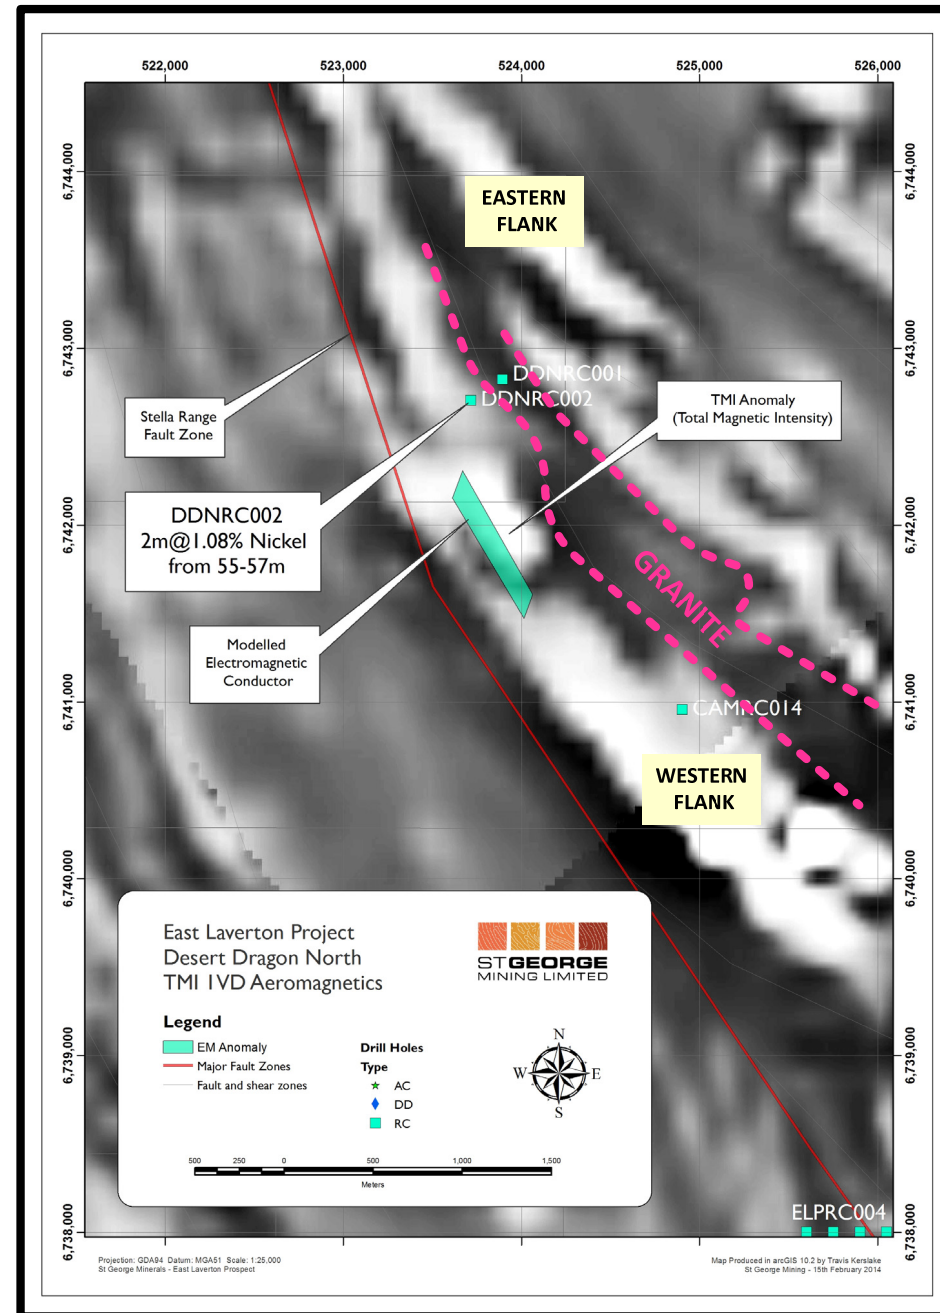 522,000
523,000
524,000
525,000
526,000
6,744,000
6,744,000
EASTERN
FLANK
6,743,000
6,743,000
DDNRC001
DDNRC002
Stella Range
Fault Zone
TMI Anomaly
(Total Magnetic Intensity)
DDNRC002
2m@1.08% Nickel
from 55-57m
6,742,000
6,742,000
GRANITE
Modelled
Electromagnetic
Conductor
6,741,000
6,741,000
CAMRC014
WESTERN
FLANK
6,740,000
6,740,000
East Laverton Project
Desert Dragon North
TMI 1VD Aeromagnetics
STGEORGE
MINING LIMITED
Legend
EM Anomaly
Major Fault Zones
Fault and shear zones
Drill Holes
Type
AC
DD
RC
N
W
E
S
6,739,000
6,739,000
500
250
0
500
1,000
1,500
Meters
ELPRC004
6,738,000
6,738,000
Projection: GDA94 Datum: MGA51 Scale: 1:25,000
St George Minerals - East Laverton Prospect
Map Produced in arcGIS 10.2 by Travis Kerslake
St George Mining - 15th February 2014